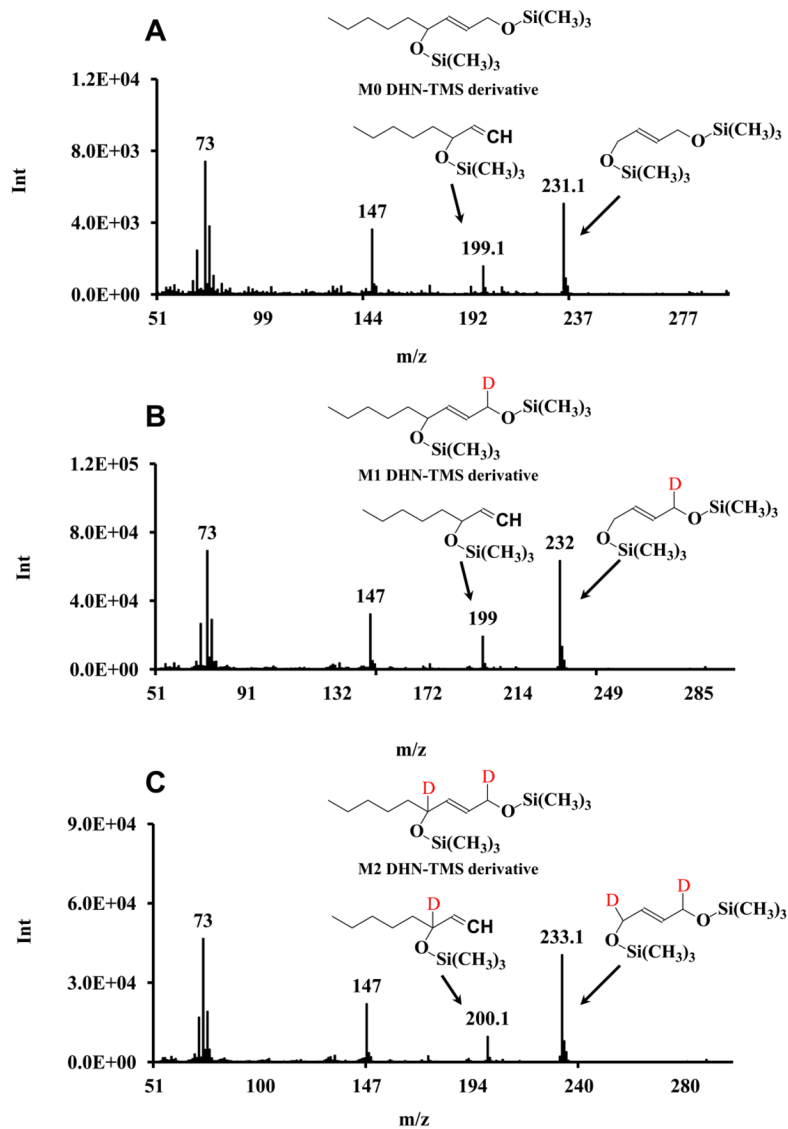 A
O Si(CH₃)₃
O Si(CH₃)₃
M0 DHN-TMS derivative
1.2E+04
8.0E+03
4.0E+03
0.0E+00
Int
73
147
CH
O Si(CH₃)₃
199.1
O Si(CH₃)₃
O Si(CH₃)₃
231.1
51 99 144 192 237 277
m/z
B
D
O Si(CH₃)₃
O Si(CH₃)₃
M1 DHN-TMS derivative
1.2E+05
8.0E+04
4.0E+04
0.0E+00
Int
73
147
CH
O Si(CH₃)₃
199
D
O Si(CH₃)₃
O Si(CH₃)₃
232
51 91 132 172 214 249 285
m/z
C
D D
O Si(CH₃)₃
O Si(CH₃)₃
M2 DHN-TMS derivative
9.0E+04
6.0E+04
3.0E+04
0.0E+00
Int
73
147
D
CH
O Si(CH₃)₃
200.1
D D
O Si(CH₃)₃
O Si(CH₃)₃
233.1
51 100 147 194 240 280
m/z